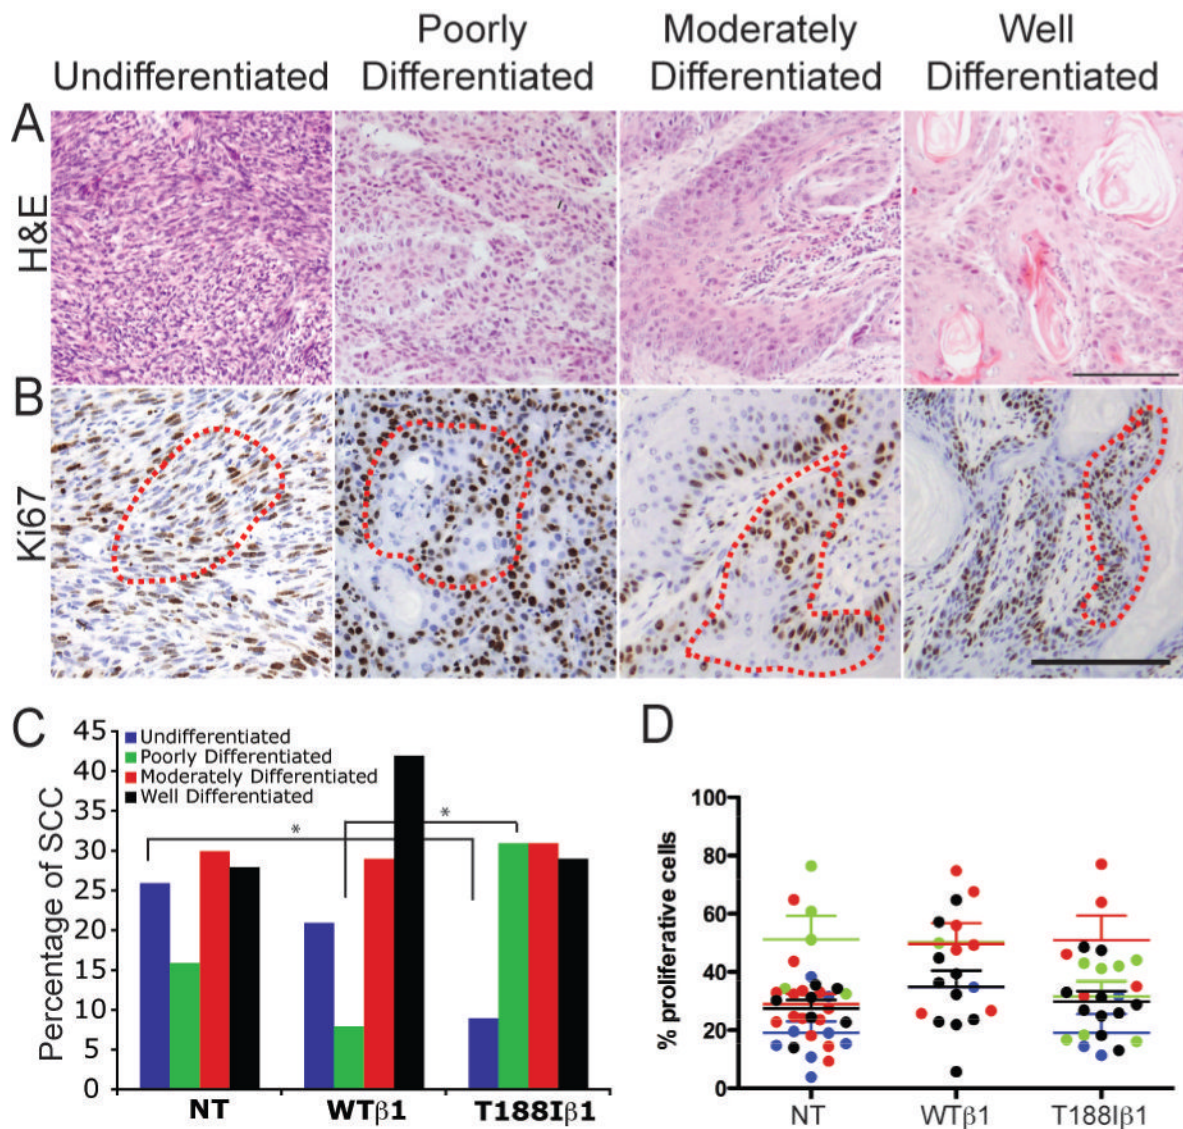 Undifferentiated
Poorly
Differentiated
Moderately
Differentiated
Well
Differentiated
A
H&E
B
Ki67
C
Percentage of SCC
45
40
35
30
25
20
15
10
5
0
Undifferentiated
Poorly Differentiated
Moderately Differentiated
Well Differentiated
*
*
NT
WTβ1
T188Iβ1
D
% proliferative cells
100
80
60
40
20
0
NT
WTβ1
T188Iβ1